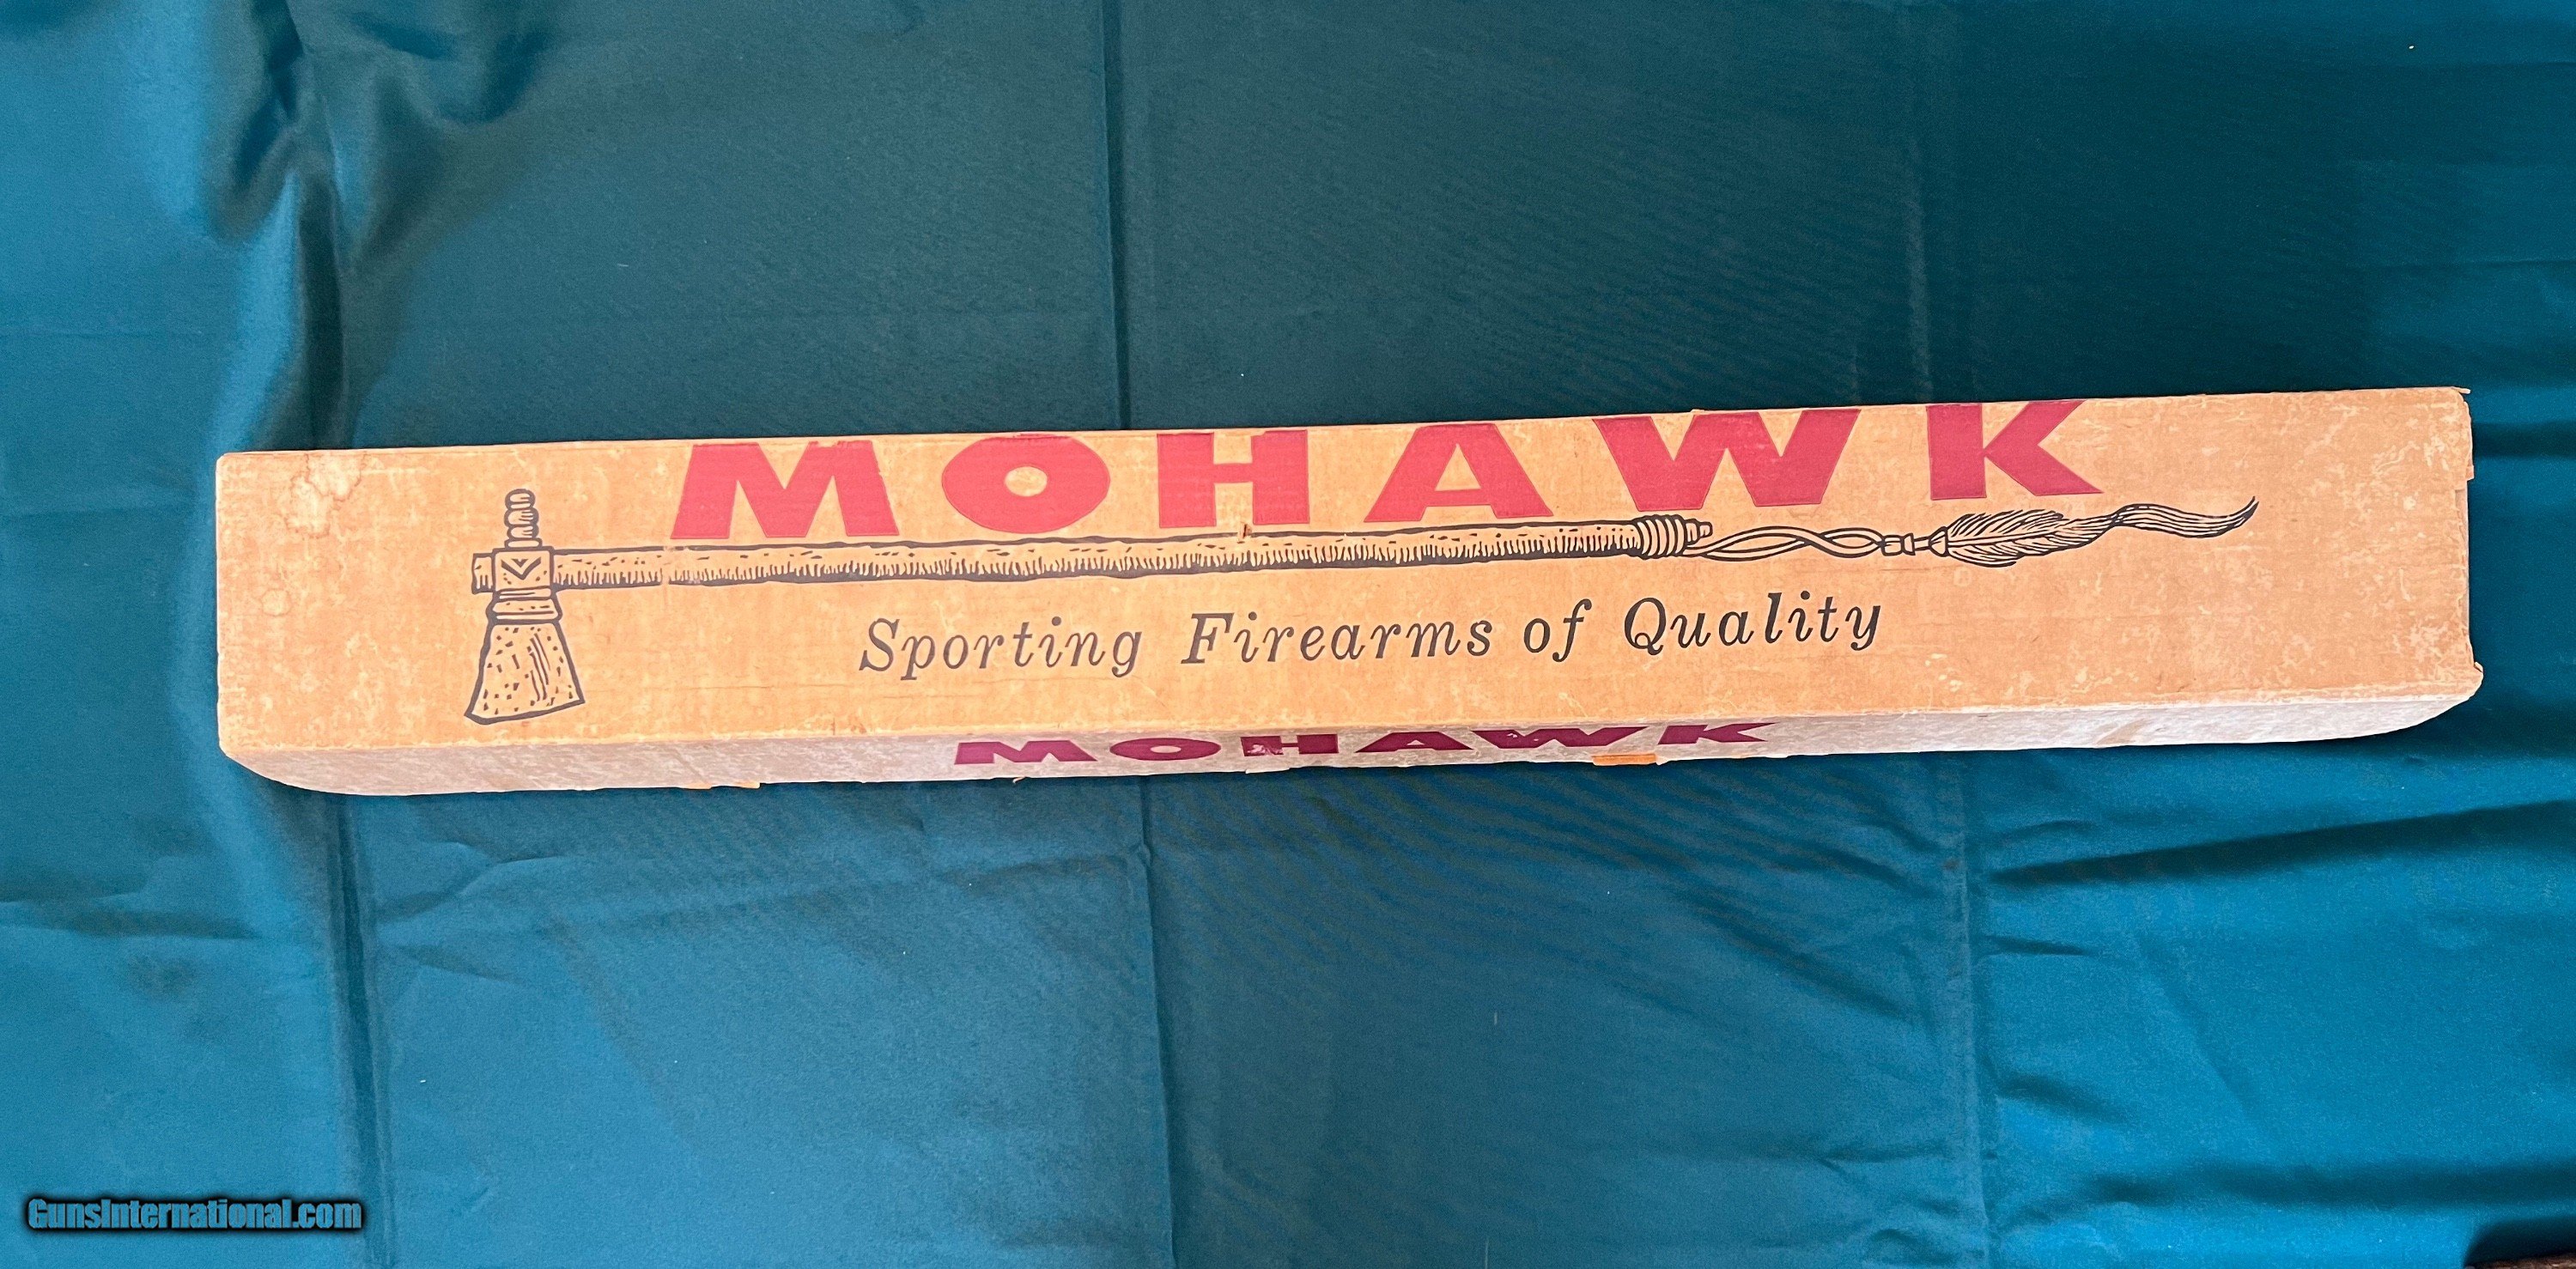 MOHAWK
Sporting Firearms of Quality
MOHAWK
GunsInternational.com